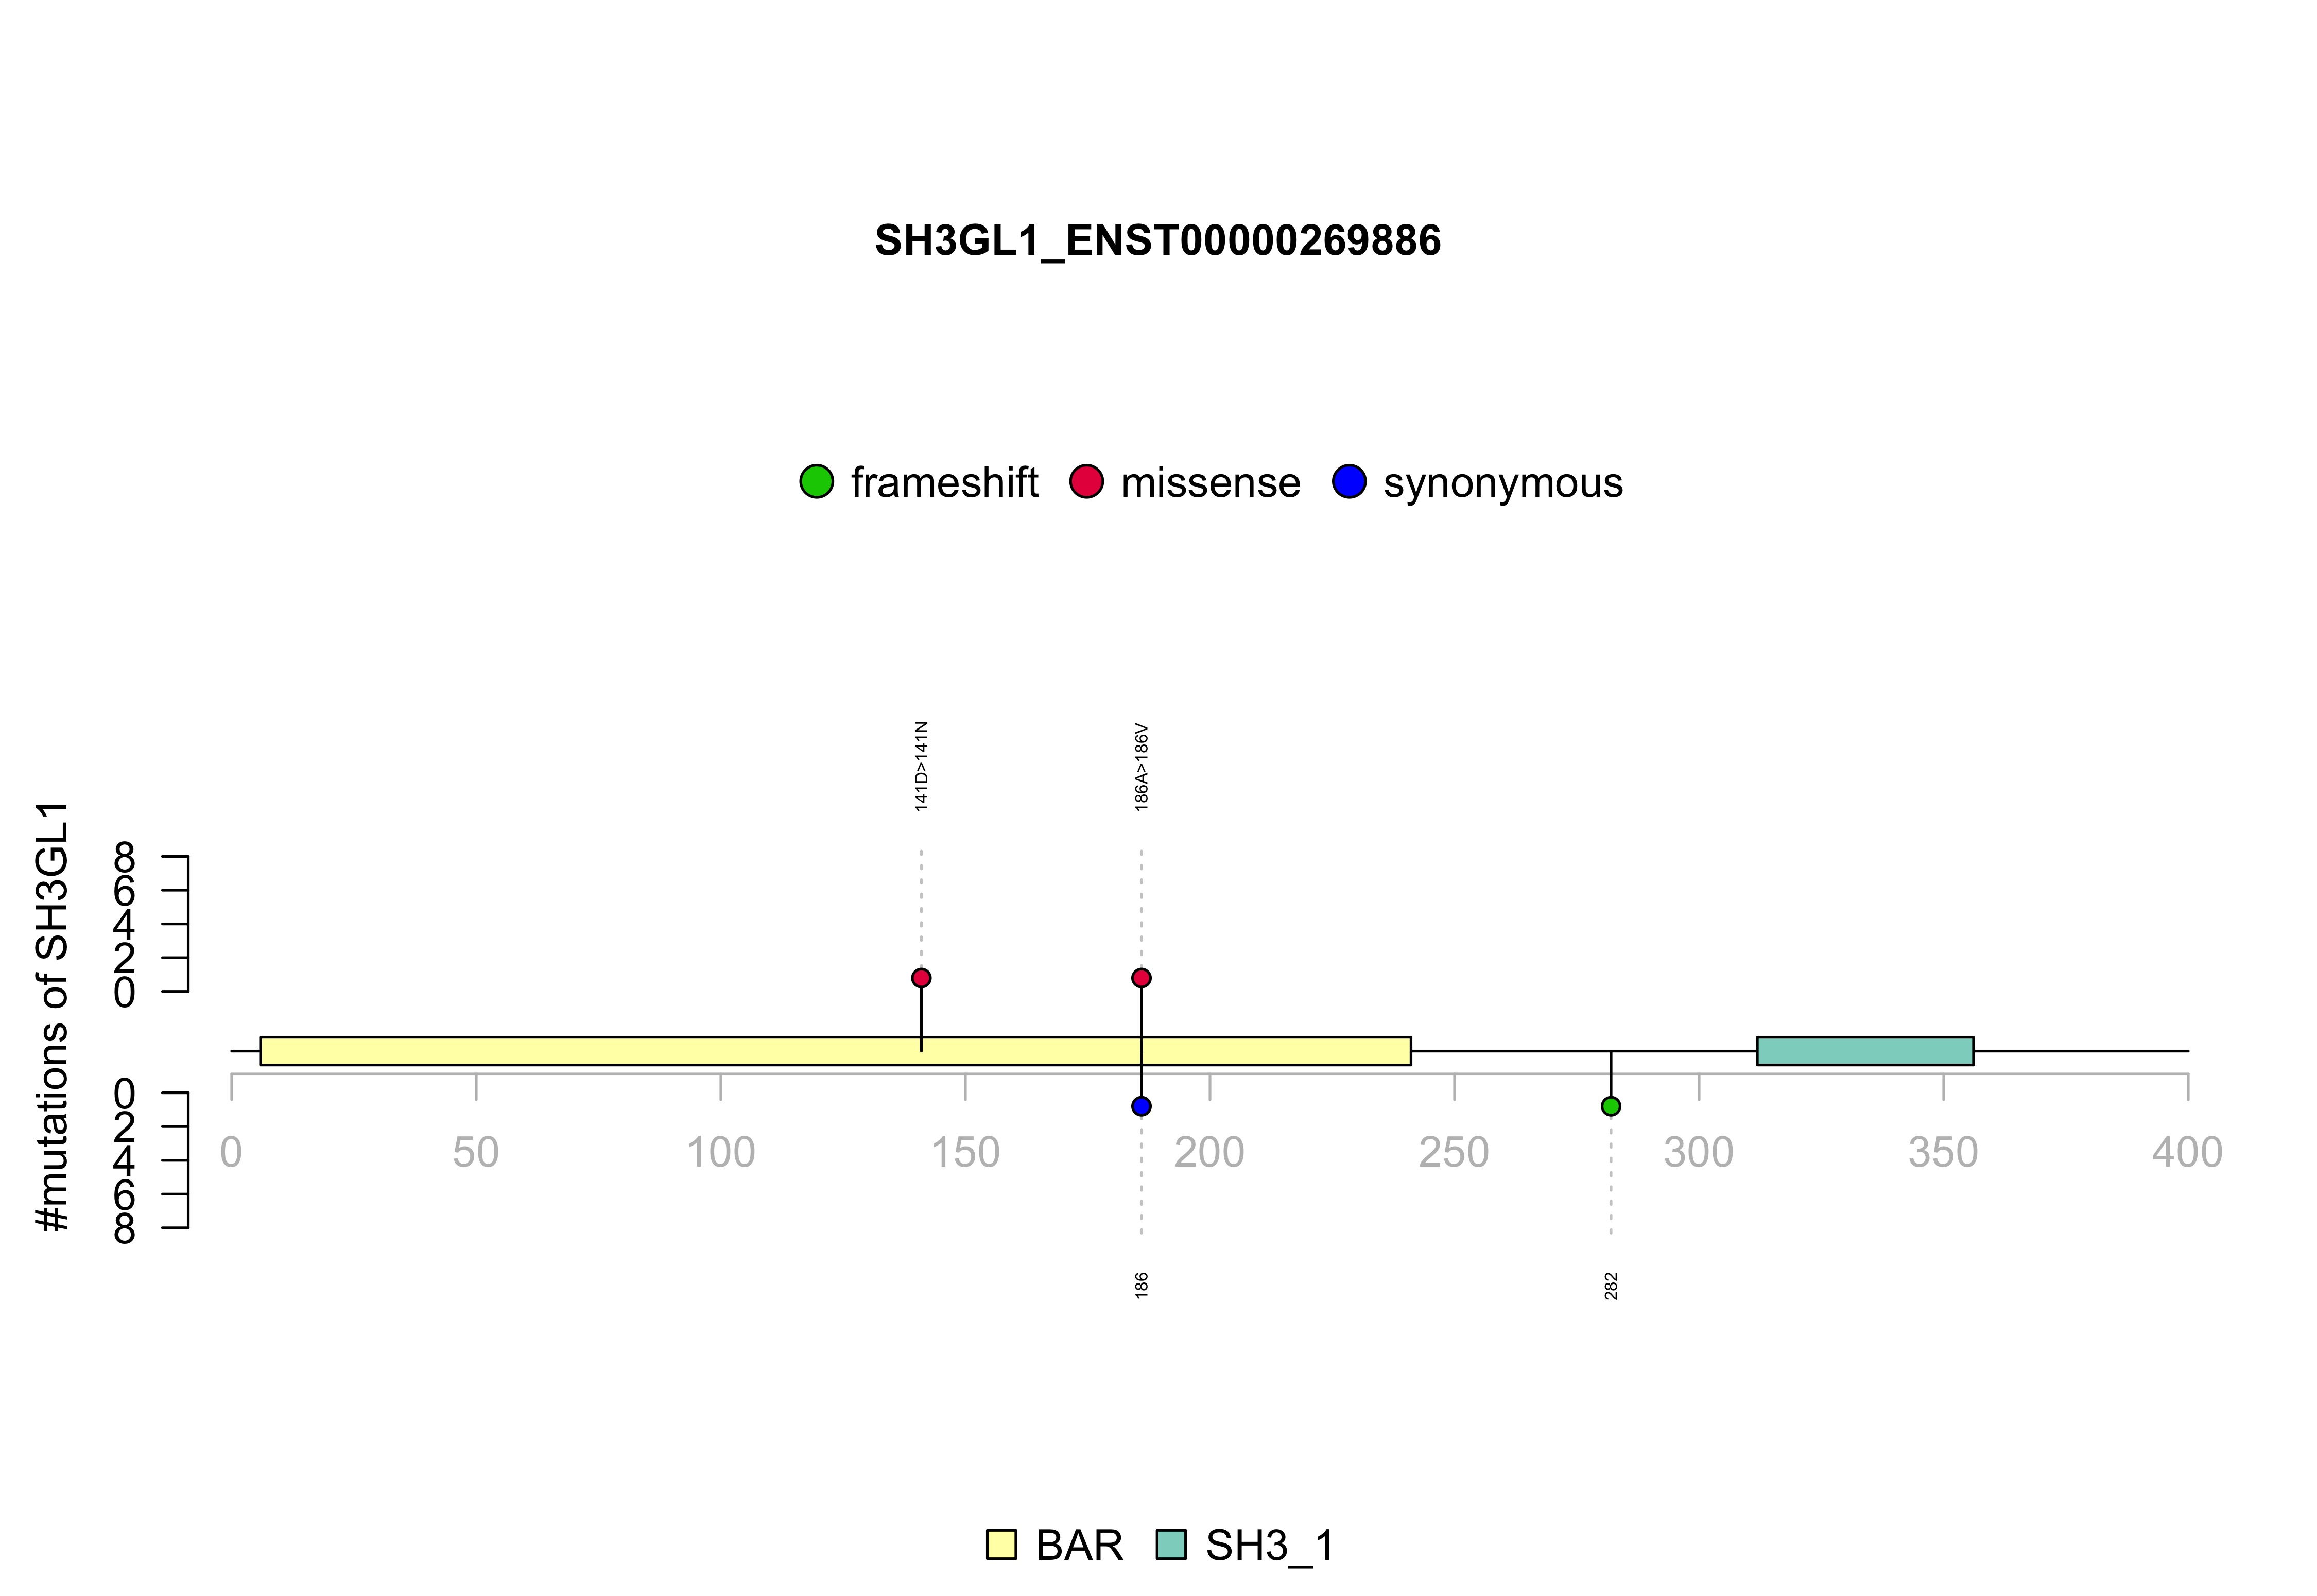 SH3GL1_ENST00000269886
frameshift missense synonymous
141D>141N
186A>186V
#mutations of SH3GL1
8
6
4
2
0
0
2
4
6
8
0 50 100 150 200 250 300 350 400
186
282
BAR SH3_1